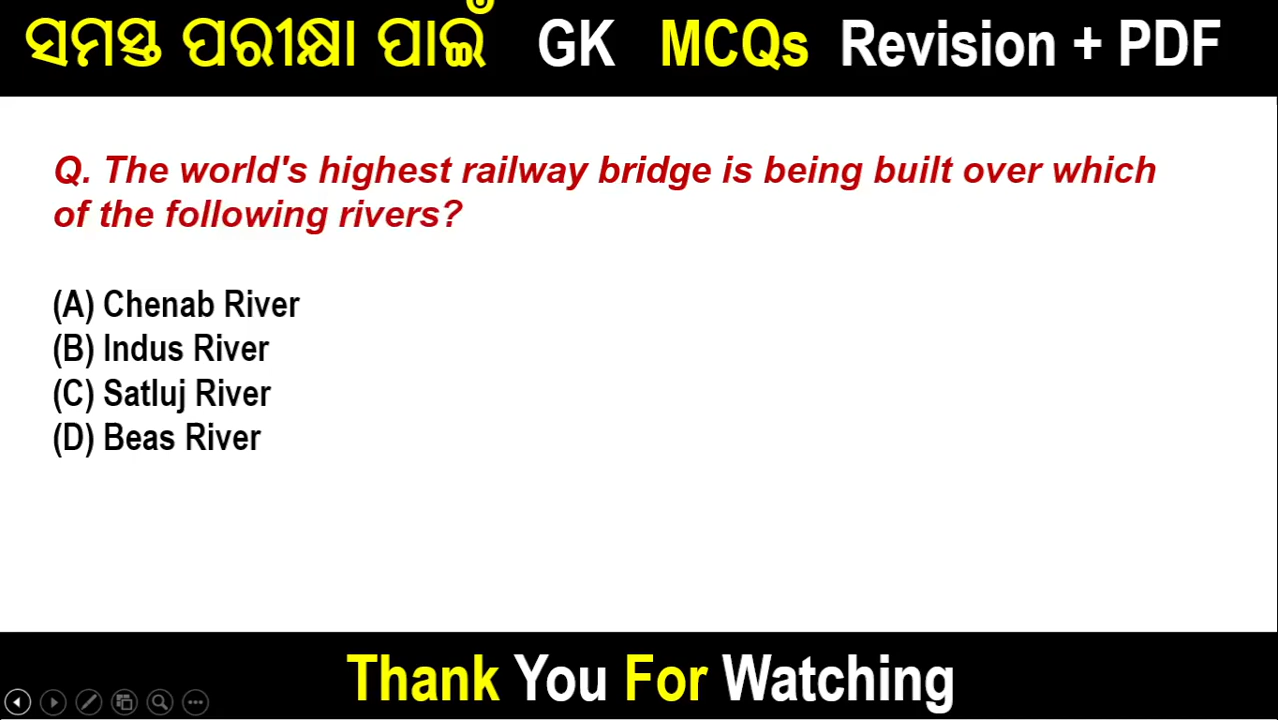 ସମସ୍ତ ପରୀକ୍ଷା ପାଇଁ GK MCQs Revision + PDF
Q. The world's highest railway bridge is being built over which
of the following rivers?
(A) Chenab River
(B) Indus River
(C) Satluj River
(D) Beas River
Thank You For Watching